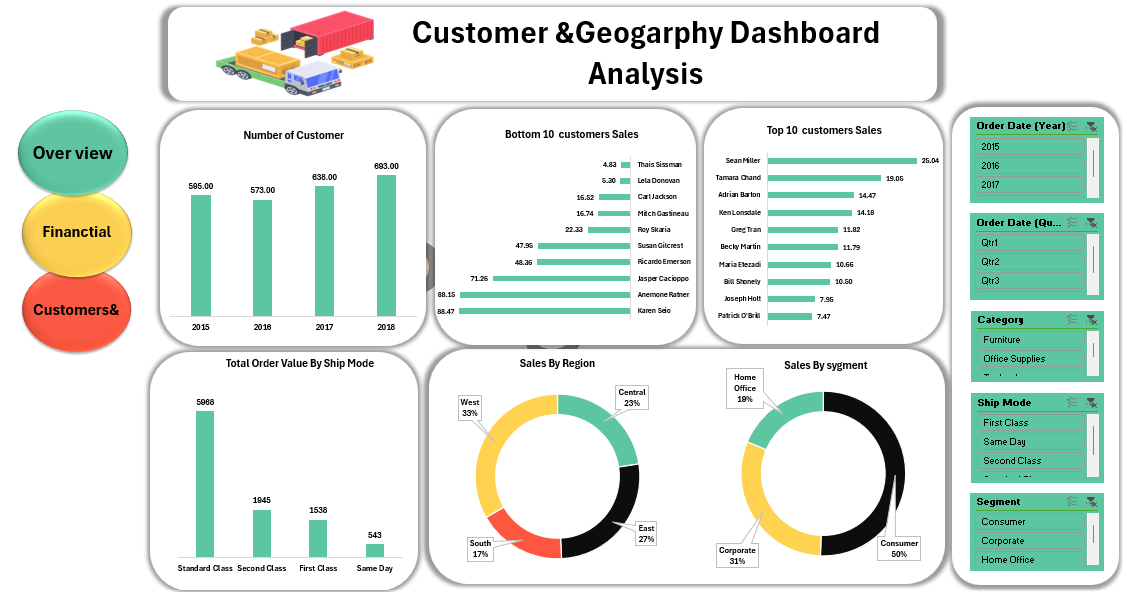 Customer &Geogarphy Dashboard
Analysis
Over view
Financtial
Customers&
Number of Customer
595.00
573.00
638.00
693.00
2015
2016
2017
2018
Bottom 10 customers Sales
4.83 Thais Sissman
5.30 Lela Donovan
16.52 Carl Jackson
16.74 Mitch Gastineau
22.33 Roy Skaria
47.95 Susan Gilcrest
48.36 Ricardo Emerson
71.26 Jasper Cacioppo
88.15 Anemone Ratner
88.47 Karen Seio
Top 10 customers Sales
Sean Miller 25.04
Tamara Chand 19.05
Adrian Barton 14.47
Ken Lonsdale 14.18
Greg Tran 11.82
Becky Martin 11.79
Maria Etezadi 10.66
Bill Shonely 10.50
Joseph Holt 7.95
Patrick O'Brill 7.47
Total Order Value By Ship Mode
5968
1945
1538
543
Standard Class
Second Class
First Class
Same Day
Sales By Region
West
33%
Central
23%
South
17%
East
27%
Sales By sygment
Home
Office
19%
Corporate
31%
Consumer
50%
Order Date (Year)
2015
2016
2017
Order Date (Qu...
Qtr1
Qtr2
Qtr3
Category
Furniture
Office Supplies
Ship Mode
First Class
Same Day
Second Class
Segment
Consumer
Corporate
Home Office